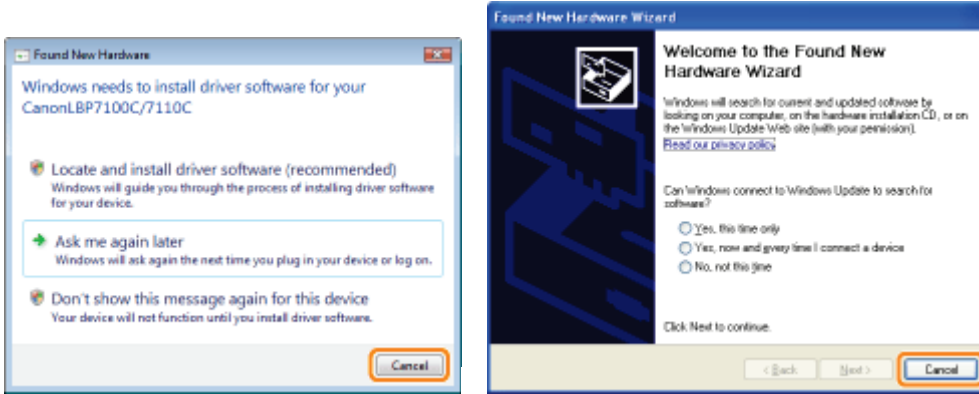 Found New Hardware
Windows needs to install driver software for your
CanonLBP7100C/7110C
Locate and install driver software (recommended)
Windows will guide you through the process of installing driver software
for your device.
Ask me again later
Windows will ask again the next time you plug in your device or log on.
Don't show this message again for this device
Your device will not function until you install driver software.
Cancel
Found New Hardware Wizard
Welcome to the Found New
Hardware Wizard
Windows will search for current and updated software by
looking on your computer, on the hardware installation CD, or on
the Windows Update Web site (with your permission).
Read our privacy policy
Can Windows connect to Windows Update to search for
software?
Yes, this time only
Yes, now and every time I connect a device
No, not this time
Click Next to continue.
< Back
Next >
Cancel